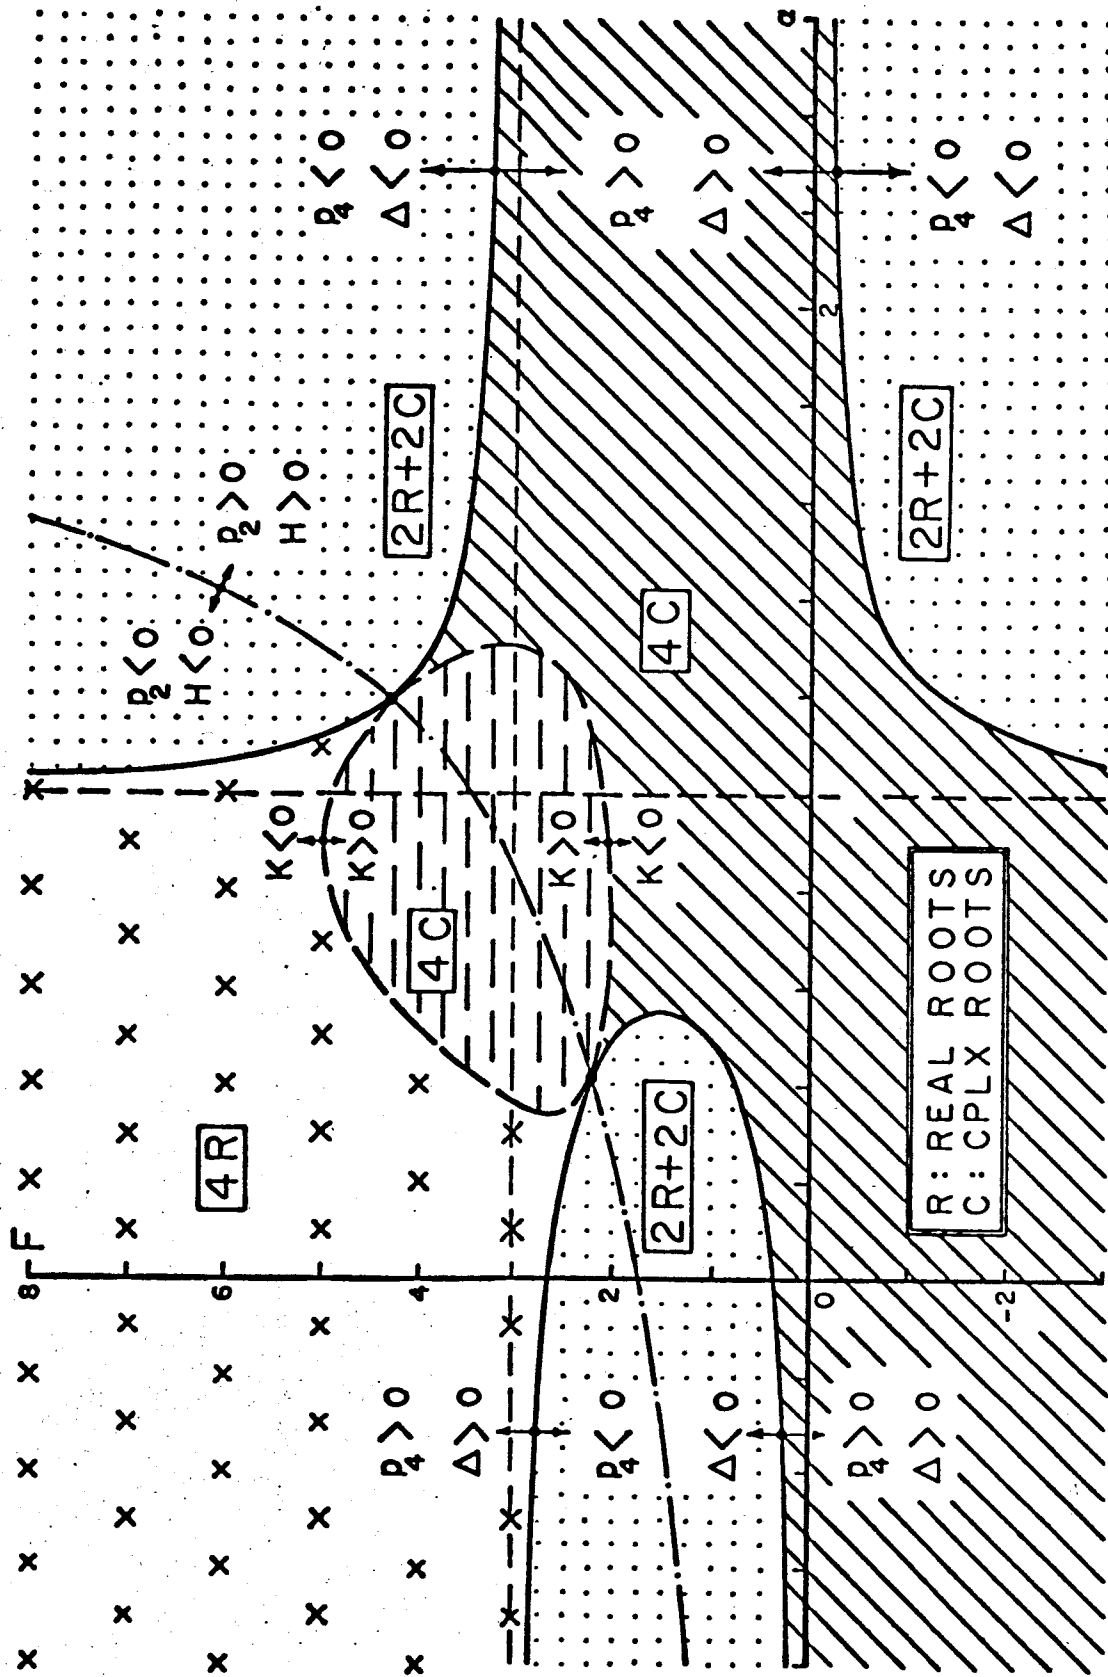 F
8
p₂<0
H<0
6
4R
p₂>0
H>0
K<0
K>0
p₄<0
Δ<0
p₄>0
Δ>0
4
4C
2R+2C
K>0
K<0
2
p₄<0
Δ<0
2R+2C
4C
p₄>0
Δ>0
α
0
2
p₄>0
Δ>0
2R+2C
p₄<0
Δ<0
R: REAL ROOTS
C: CPLX ROOTS
-2